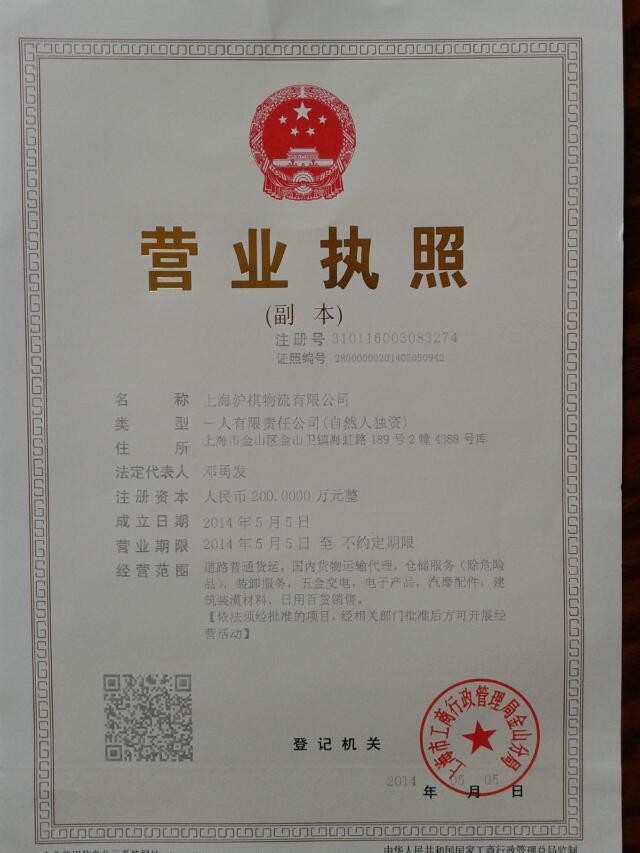 营业执照
(副 本)
注册号 310116003083274
证照编号 28000000201405050942
名 称 上海沪祺物流有限公司
类 型 一人有限责任公司(自然人独资)
住 所 上海市金山区金山卫镇海虹路189号2幢4388号库
法定代表人 邓勇发
注册资本 人民币200.0000万元整
成立日期 2014年5月5日
营业期限 2014年5月5日 至 不约定期限
经营范围 道路普通货运,国内货物运输代理,仓储服务(除危险
品),装卸服务,五金交电,电子产品,汽摩配件,建
筑装潢材料,日用百货销售。
【依法须经批准的项目,经相关部门批准后方可开展经
营活动】
上海市工商行政管理局金山分局
登记机关
2014年05月05日
中华人民共和国国家工商行政管理总局监制